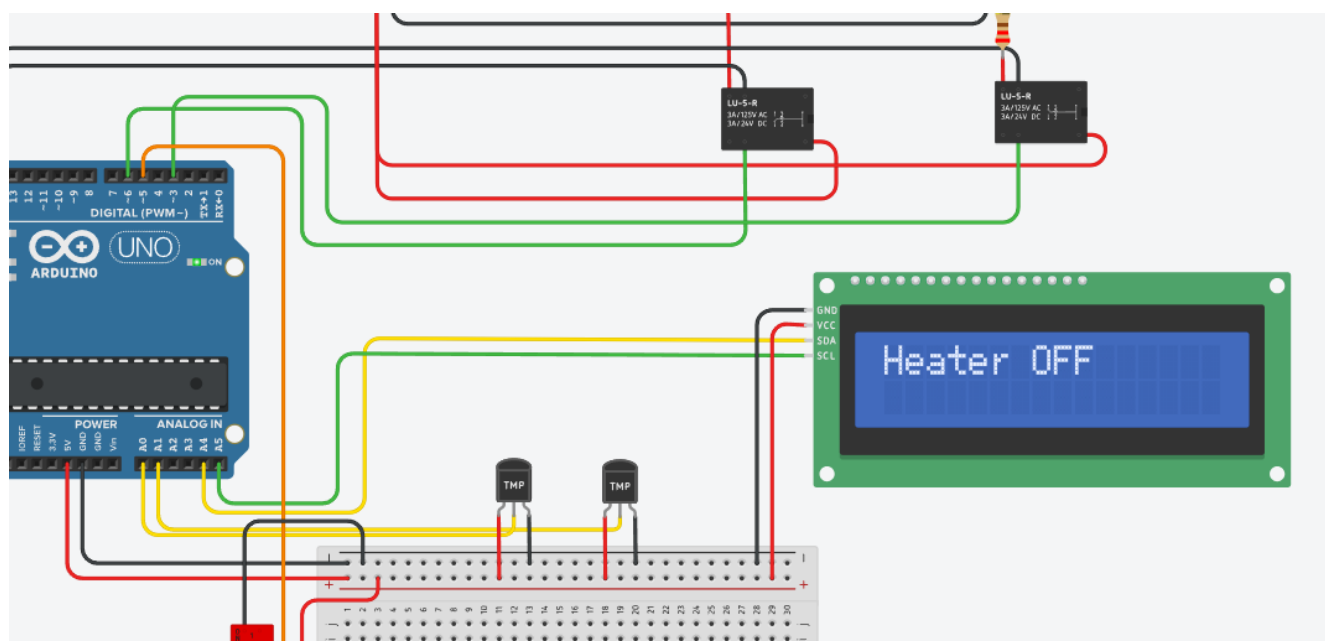 LU-5-R
3A/125V AC
3A/24V DC
LU-5-R
3A/125V AC
3A/24V DC
13
12
~11
~10
~9
8
7
~6
~5
4
~3
2
TX→1
RX←0
DIGITAL (PWM~)
UNO
ARDUINO
ON
GND
VCC
SDA
SCL
Heater OFF
POWER
ANALOG IN
IOREF
RESET
3.3V
5V
GND
GND
Vin
A0
A1
A2
A3
A4
A5
TMP
TMP
1 2 3 4 5 6 7 8 9 10 11 12 13 14 15 16 17 18 19 20 21 22 23 24 25 26 27 28 29 30
j j
i i